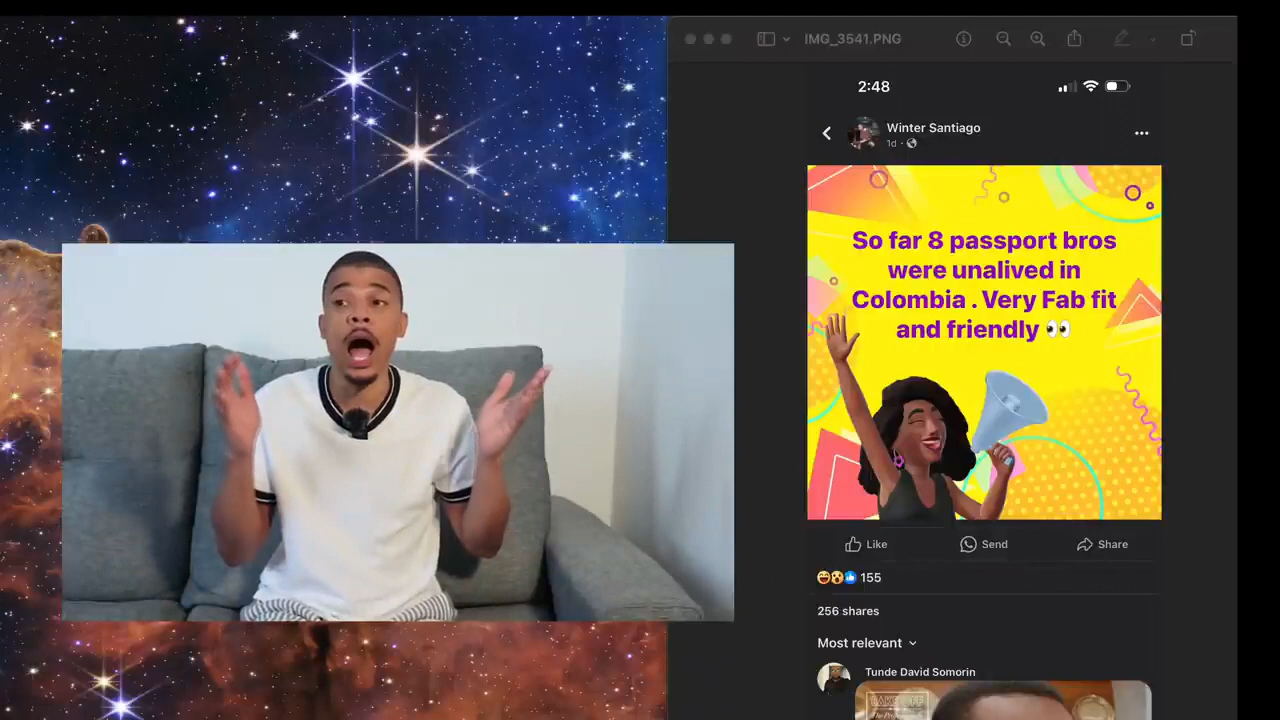 IMG_3541.PNG
2:48
Winter Santiago
1d
So far 8 passport bros
were unalived in
Colombia . Very Fab fit
and friendly 👀
Like
Send
Share
155
256 shares
Most relevant
Tunde David Somorin